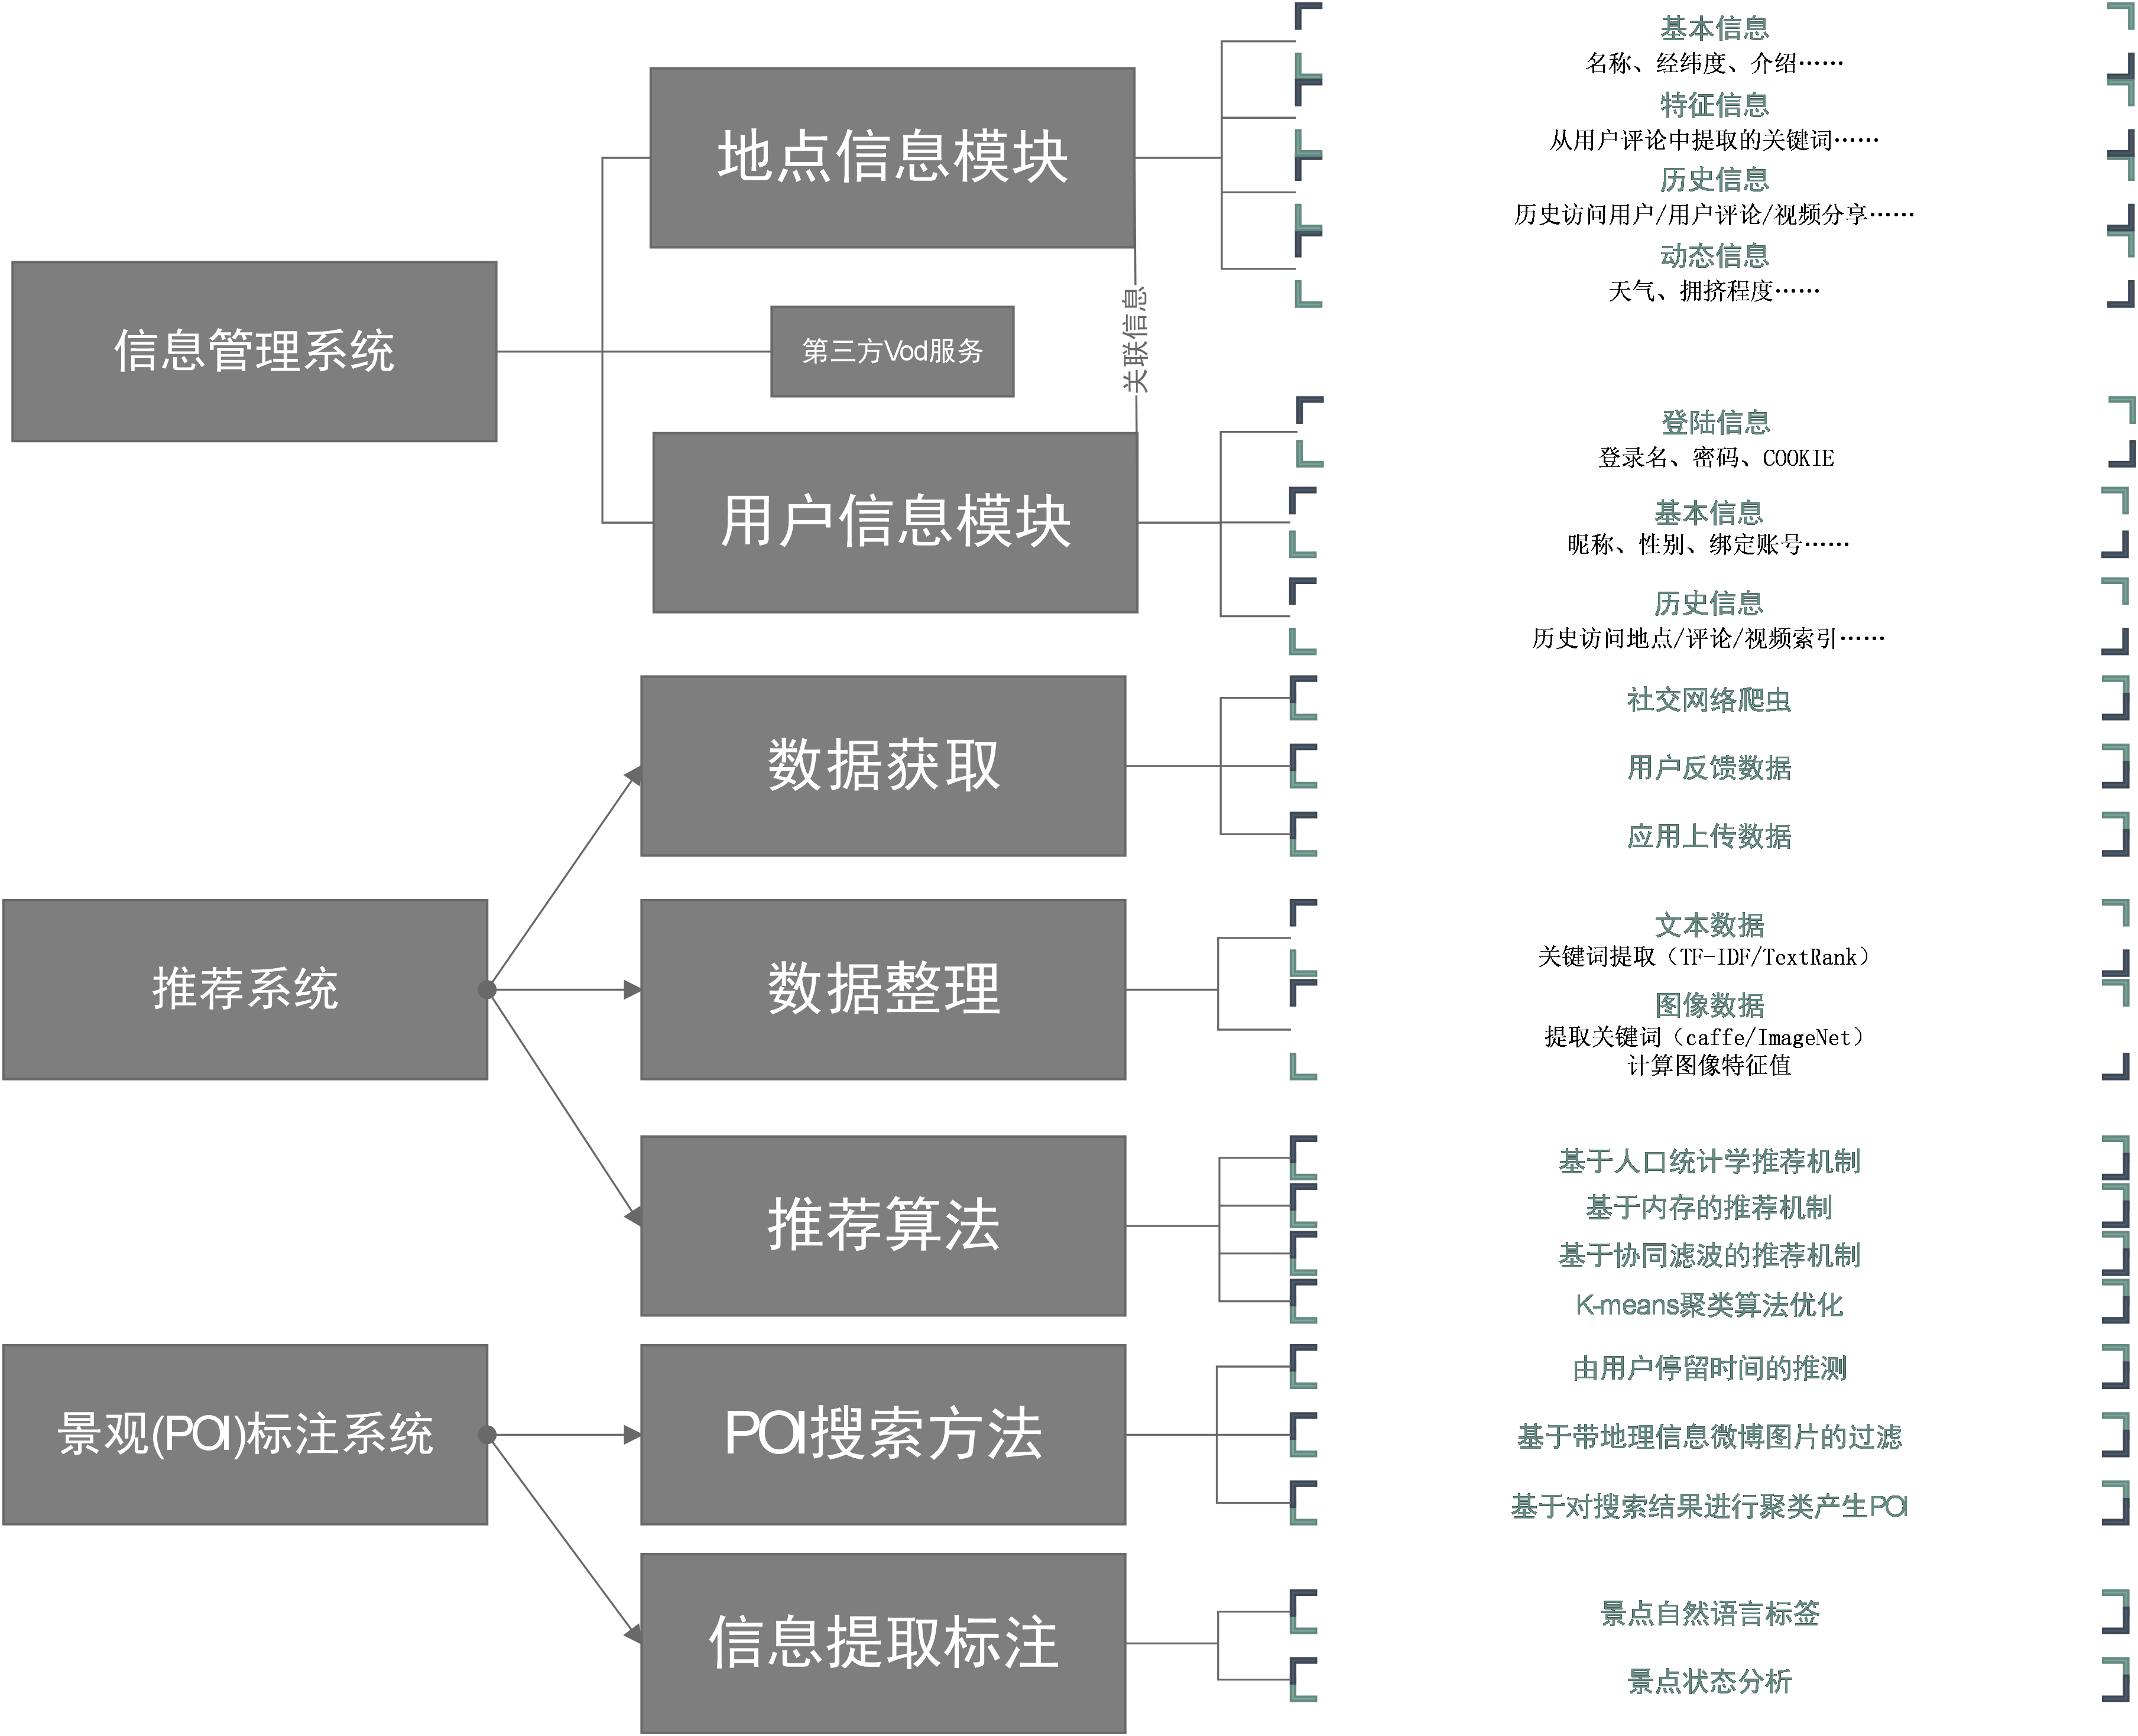 信息管理系统
地点信息模块
基本信息
名称、经纬度、介绍……
特征信息
从用户评论中提取的关键词……
历史信息
历史访问用户/用户评论/视频分享……
动态信息
天气、拥挤程度……
第三方Vod服务
关联信息
用户信息模块
登陆信息
登录名、密码、COOKIE
基本信息
昵称、性别、绑定账号……
历史信息
历史访问地点/评论/视频索引……
推荐系统
数据获取
社交网络爬虫
用户反馈数据
应用上传数据
数据整理
文本数据
关键词提取（TF-IDF/TextRank）
图像数据
提取关键词（caffe/ImageNet）
计算图像特征值
推荐算法
基于人口统计学推荐机制
基于内存的推荐机制
基于协同滤波的推荐机制
K-means聚类算法优化
景观(POI)标注系统
POI搜索方法
由用户停留时间的推测
基于带地理信息微博图片的过滤
基于对搜索结果进行聚类产生POI
信息提取标注
景点自然语言标签
景点状态分析